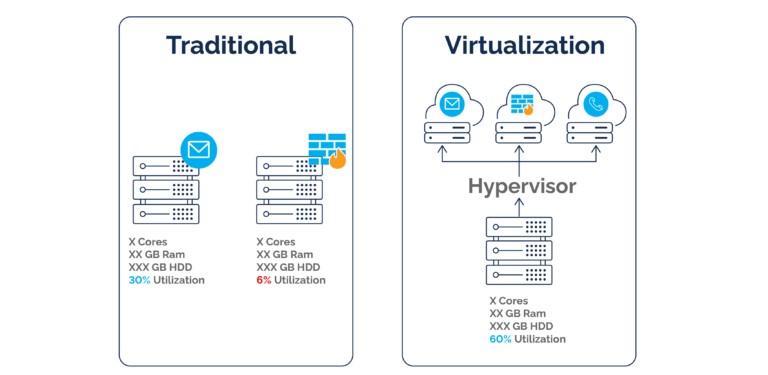 Traditional
X Cores
XX GB Ram
XXX GB HDD
30% Utilization
X Cores
XX GB Ram
XXX GB HDD
6% Utilization
Virtualization
Hypervisor
X Cores
XX GB Ram
XXX GB HDD
60% Utilization